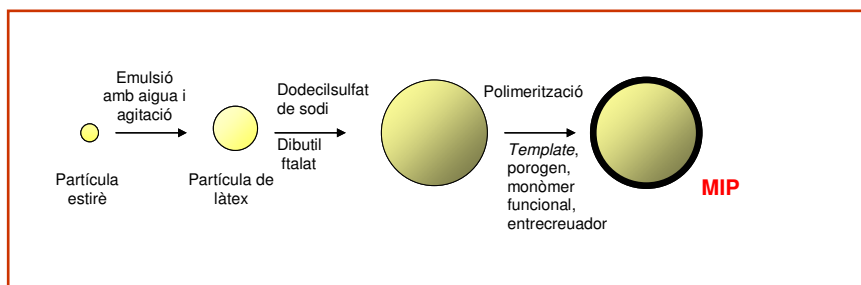 Emulsió
amb aigua i
agitació
Partícula
estirè
Partícula de
làtex
Dodecilsulfat
de sodi
Dibutil
ftalat
Polimerització
Template,
porogen,
monòmer
funcional,
entrecreuador
MIP